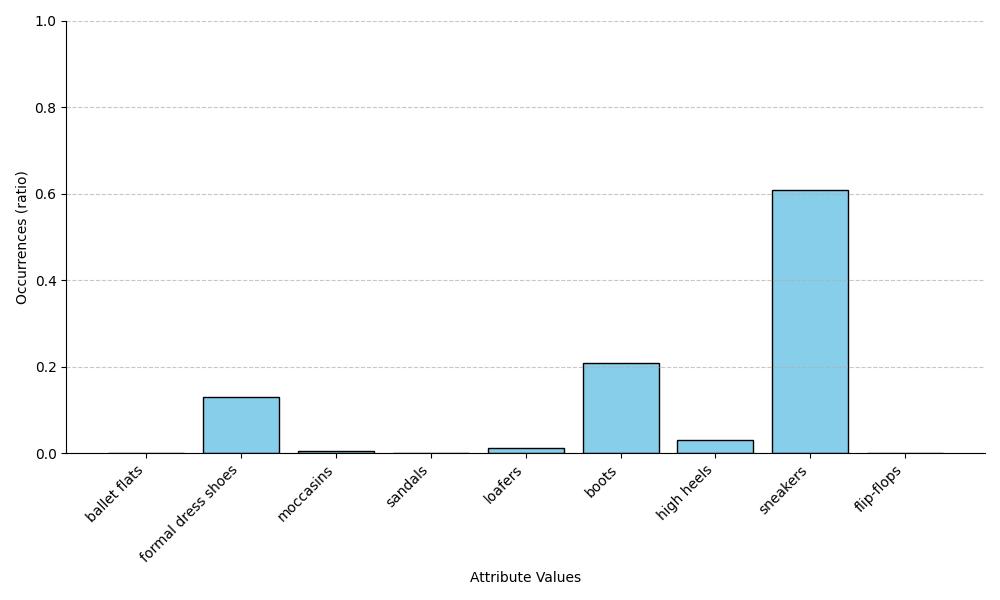 1.0
0.8
0.6
0.4
0.2
0.0
Occurrences (ratio)
ballet flats
formal dress shoes
moccasins
sandals
loafers
boots
high heels
sneakers
flip-flops
Attribute Values